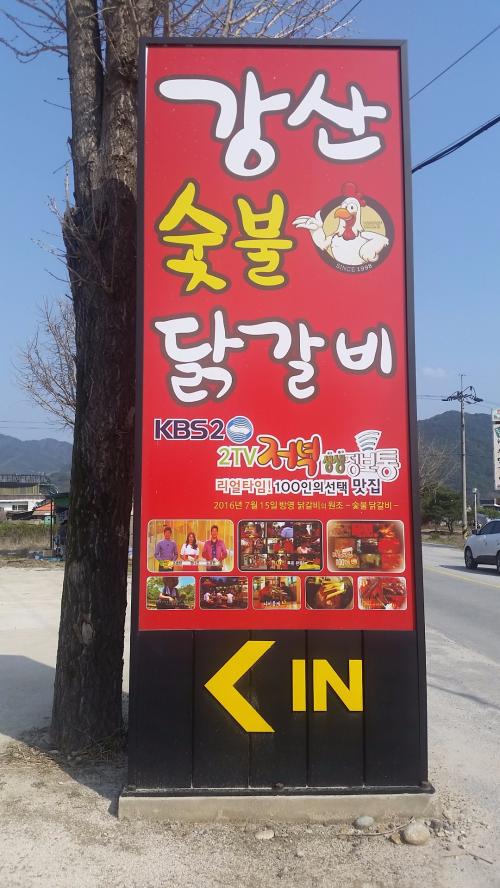 강산
숯불
SINCE 1998
닭갈비
KBS2
2TV 저녁 생생 정보통
리얼타임! 100인의선택 맛집
2016년 7월 15일 방영 닭갈비의 원조 - 숯불 닭갈비 -
IN